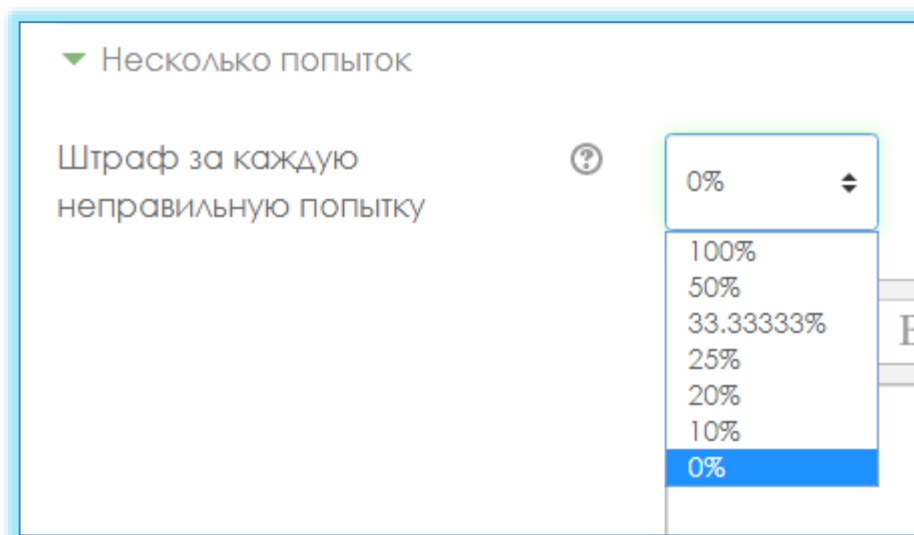 Несколько попыток
Штраф за каждую
неправильную попытку
0%
100%
50%
33.33333%
25%
20%
10%
0%